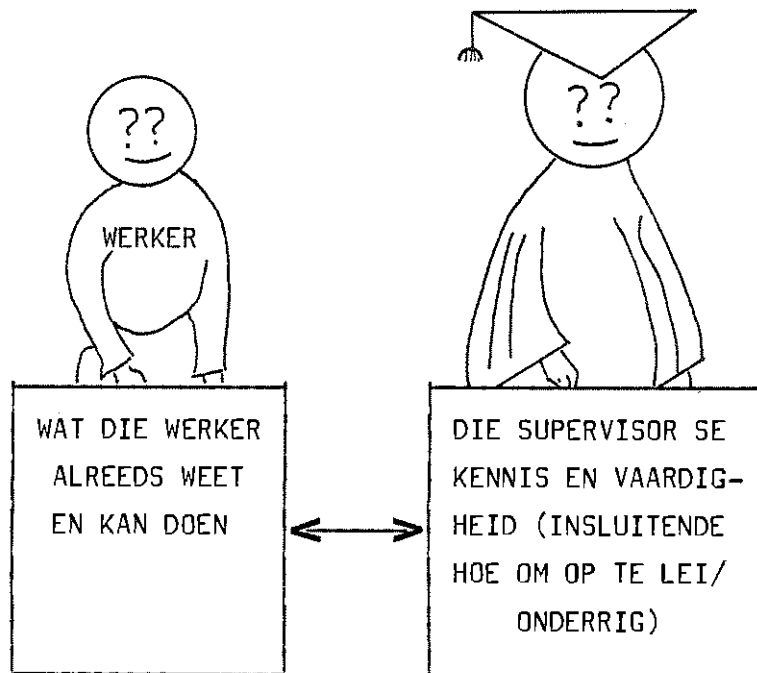 ??
??
WERKER
WAT DIE WERKER
ALREEDS WEET
EN KAN DOEN
DIE SUPERVISOR SE
KENNIS EN VAARDIG-
HEID (INSLUITENDE
HOE OM OP TE LEI/
ONDERRIG)